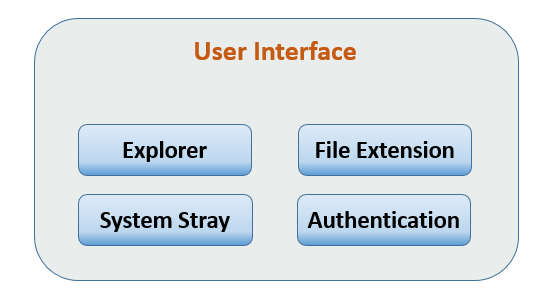 User Interface
Explorer
File Extension
System Stray
Authentication